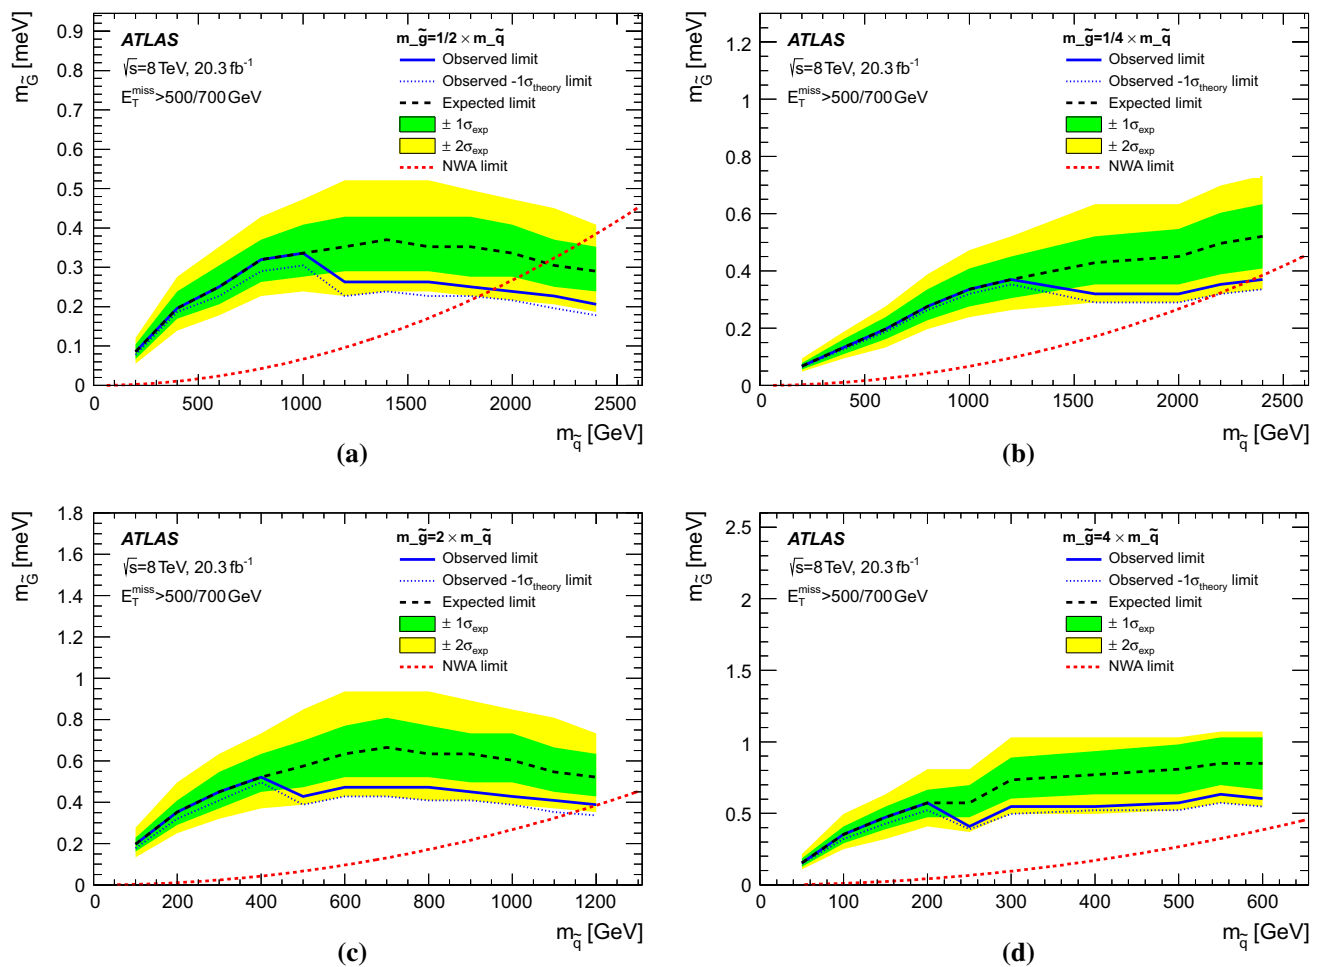 m_G̃ [meV]
ATLAS
√s=8 TeV, 20.3 fb⁻¹
E_T^miss>500/700 GeV
m_g̃=1/2 × m_q̃
Observed limit
Observed -1σ_theory limit
Expected limit
± 1σ_exp
± 2σ_exp
NWA limit
0.9
0.8
0.7
0.6
0.5
0.4
0.3
0.2
0.1
0
0 500 1000 1500 2000 2500
m_q̃ [GeV]
(a)
m_G̃ [meV]
ATLAS
√s=8 TeV, 20.3 fb⁻¹
E_T^miss>500/700 GeV
m_g̃=1/4 × m_q̃
Observed limit
Observed -1σ_theory limit
Expected limit
± 1σ_exp
± 2σ_exp
NWA limit
1.2
1
0.8
0.6
0.4
0.2
0
0 500 1000 1500 2000 2500
m_q̃ [GeV]
(b)
m_G̃ [meV]
ATLAS
√s=8 TeV, 20.3 fb⁻¹
E_T^miss>500/700 GeV
m_g̃=2 × m_q̃
Observed limit
Observed -1σ_theory limit
Expected limit
± 1σ_exp
± 2σ_exp
NWA limit
1.8
1.6
1.4
1.2
1
0.8
0.6
0.4
0.2
0
0 200 400 600 800 1000 1200
m_q̃ [GeV]
(c)
m_G̃ [meV]
ATLAS
√s=8 TeV, 20.3 fb⁻¹
E_T^miss>500/700 GeV
m_g̃=4 × m_q̃
Observed limit
Observed -1σ_theory limit
Expected limit
± 1σ_exp
± 2σ_exp
NWA limit
2.5
2
1.5
1
0.5
0
0 100 200 300 400 500 600
m_q̃ [GeV]
(d)